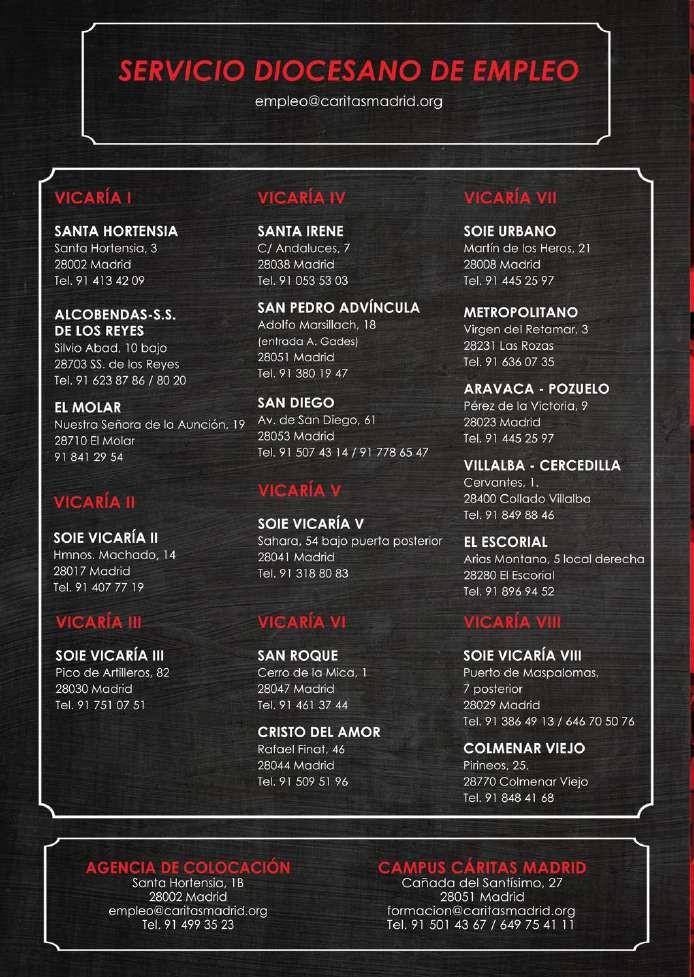 SERVICIO DIOCESANO DE EMPLEO
empleo@caritasmadrid.org
VICARÍA I
SANTA HORTENSIA
Santa Hortensia, 3
28002 Madrid
Tel. 91 413 42 09
ALCOBENDAS-S.S.
DE LOS REYES
Silvio Abad, 10 bajo
28703 SS. de los Reyes
Tel. 91 623 87 86 / 80 20
EL MOLAR
Nuestra Señora de la Aunción, 19
28710 El Molar
91 841 29 54
VICARÍA II
SOIE VICARÍA II
Hmnos. Machado, 14
28017 Madrid
Tel. 91 407 77 19
VICARÍA III
SOIE VICARÍA III
Pico de Artilleros, 82
28030 Madrid
Tel. 91 751 07 51
VICARÍA IV
SANTA IRENE
C/ Andaluces, 7
28038 Madrid
Tel. 91 053 53 03
SAN PEDRO ADVÍNCULA
Adolfo Marsillach, 18
(entrada A. Gades)
28051 Madrid
Tel. 91 380 19 47
SAN DIEGO
Av. de San Diego, 61
28053 Madrid
Tel. 91 507 43 14 / 91 778 65 47
VICARÍA V
SOIE VICARÍA V
Sahara, 54 bajo puerta posterior
28041 Madrid
Tel. 91 318 80 83
VICARÍA VI
SAN ROQUE
Cerro de la Mica, 1
28047 Madrid
Tel. 91 461 37 44
CRISTO DEL AMOR
Rafael Finat, 46
28044 Madrid
Tel. 91 509 51 96
VICARÍA VII
SOIE URBANO
Martín de los Heros, 21
28008 Madrid
Tel. 91 445 25 97
METROPOLITANO
Virgen del Retamar, 3
28231 Las Rozas
Tel. 91 636 07 35
ARAVACA - POZUELO
Pérez de la Victoria, 9
28023 Madrid
Tel. 91 445 25 97
VILLALBA - CERCEDILLA
Cervantes, 1.
28400 Collado Villalba
Tel. 91 849 88 46
EL ESCORIAL
Arias Montano, 5 local derecha
28280 El Escorial
Tel. 91 896 94 52
VICARÍA VIII
SOIE VICARÍA VIII
Puerto de Maspalomas,
7 posterior
28029 Madrid
Tel. 91 386 49 13 / 646 70 50 76
COLMENAR VIEJO
Pirineos, 25.
28770 Colmenar Viejo
Tel. 91 848 41 68
AGENCIA DE COLOCACIÓN
Santa Hortensia, 1B
28002 Madrid
empleo@caritasmadrid.org
Tel. 91 499 35 23
CAMPUS CÁRITAS MADRID
Cañada del Santísimo, 27
28051 Madrid
formacion@caritasmadrid.org
Tel. 91 501 43 67 / 649 75 41 11